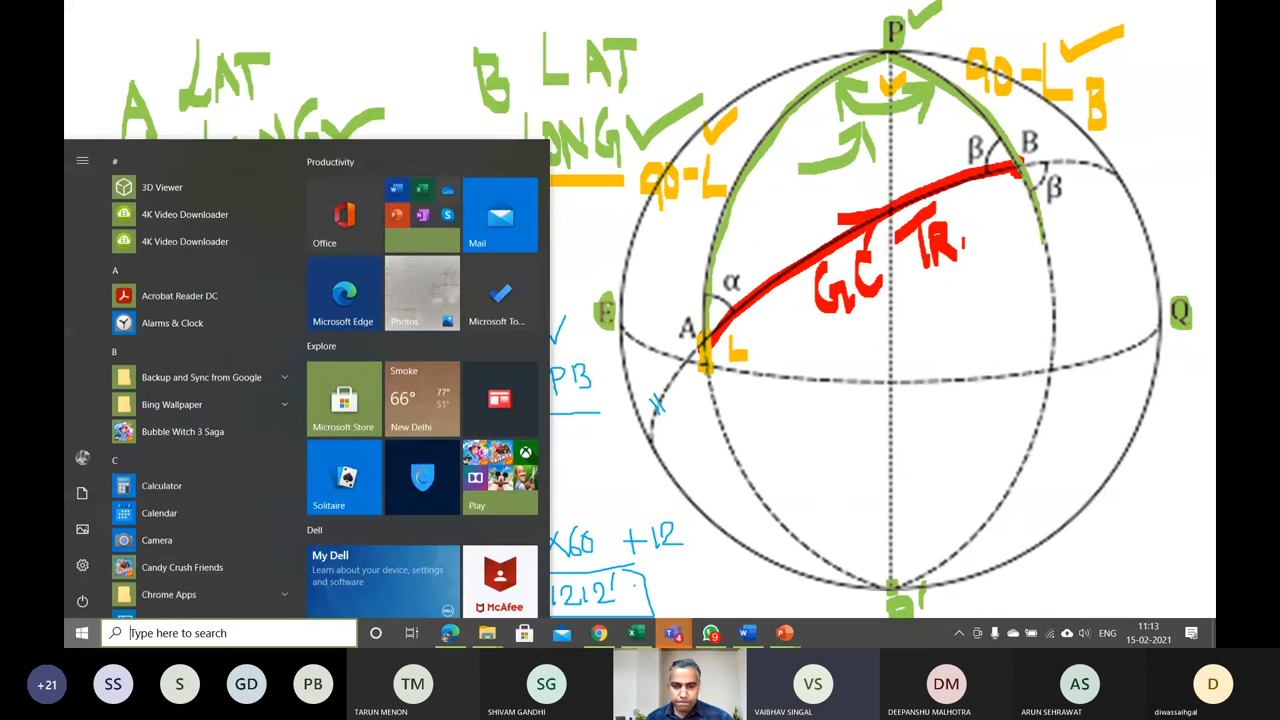 A LAT
LONG
B LAT
LONG
90-L
90-L B
P
B
β
β
α
A
L
E
Q
G.C TR.
PB
x60 +12
1212'
#
3D Viewer
4K Video Downloader
4K Video Downloader
A
Acrobat Reader DC
Alarms & Clock
B
Backup and Sync from Google
Bing Wallpaper
Bubble Witch 3 Saga
C
Calculator
Calendar
Camera
Candy Crush Friends
Chrome Apps
Productivity
Office
Mail
Microsoft Edge
Photos
Microsoft To...
Explore
Microsoft Store
Smoke
66° 77° 51°
New Delhi
Solitaire
Play
Dell
My Dell
Learn about your device, settings
and software
McAfee
Type here to search
4
9
ENG
11:13
15-02-2021
+21
SS
S
GD
PB
TM
TARUN MENON
SG
SHIVAM GANDHI
VS
VAIBHAV SINGAL
DM
DEEPANSHU MALHOTRA
AS
ARUN SEHRAWAT
D
diwassaihgal